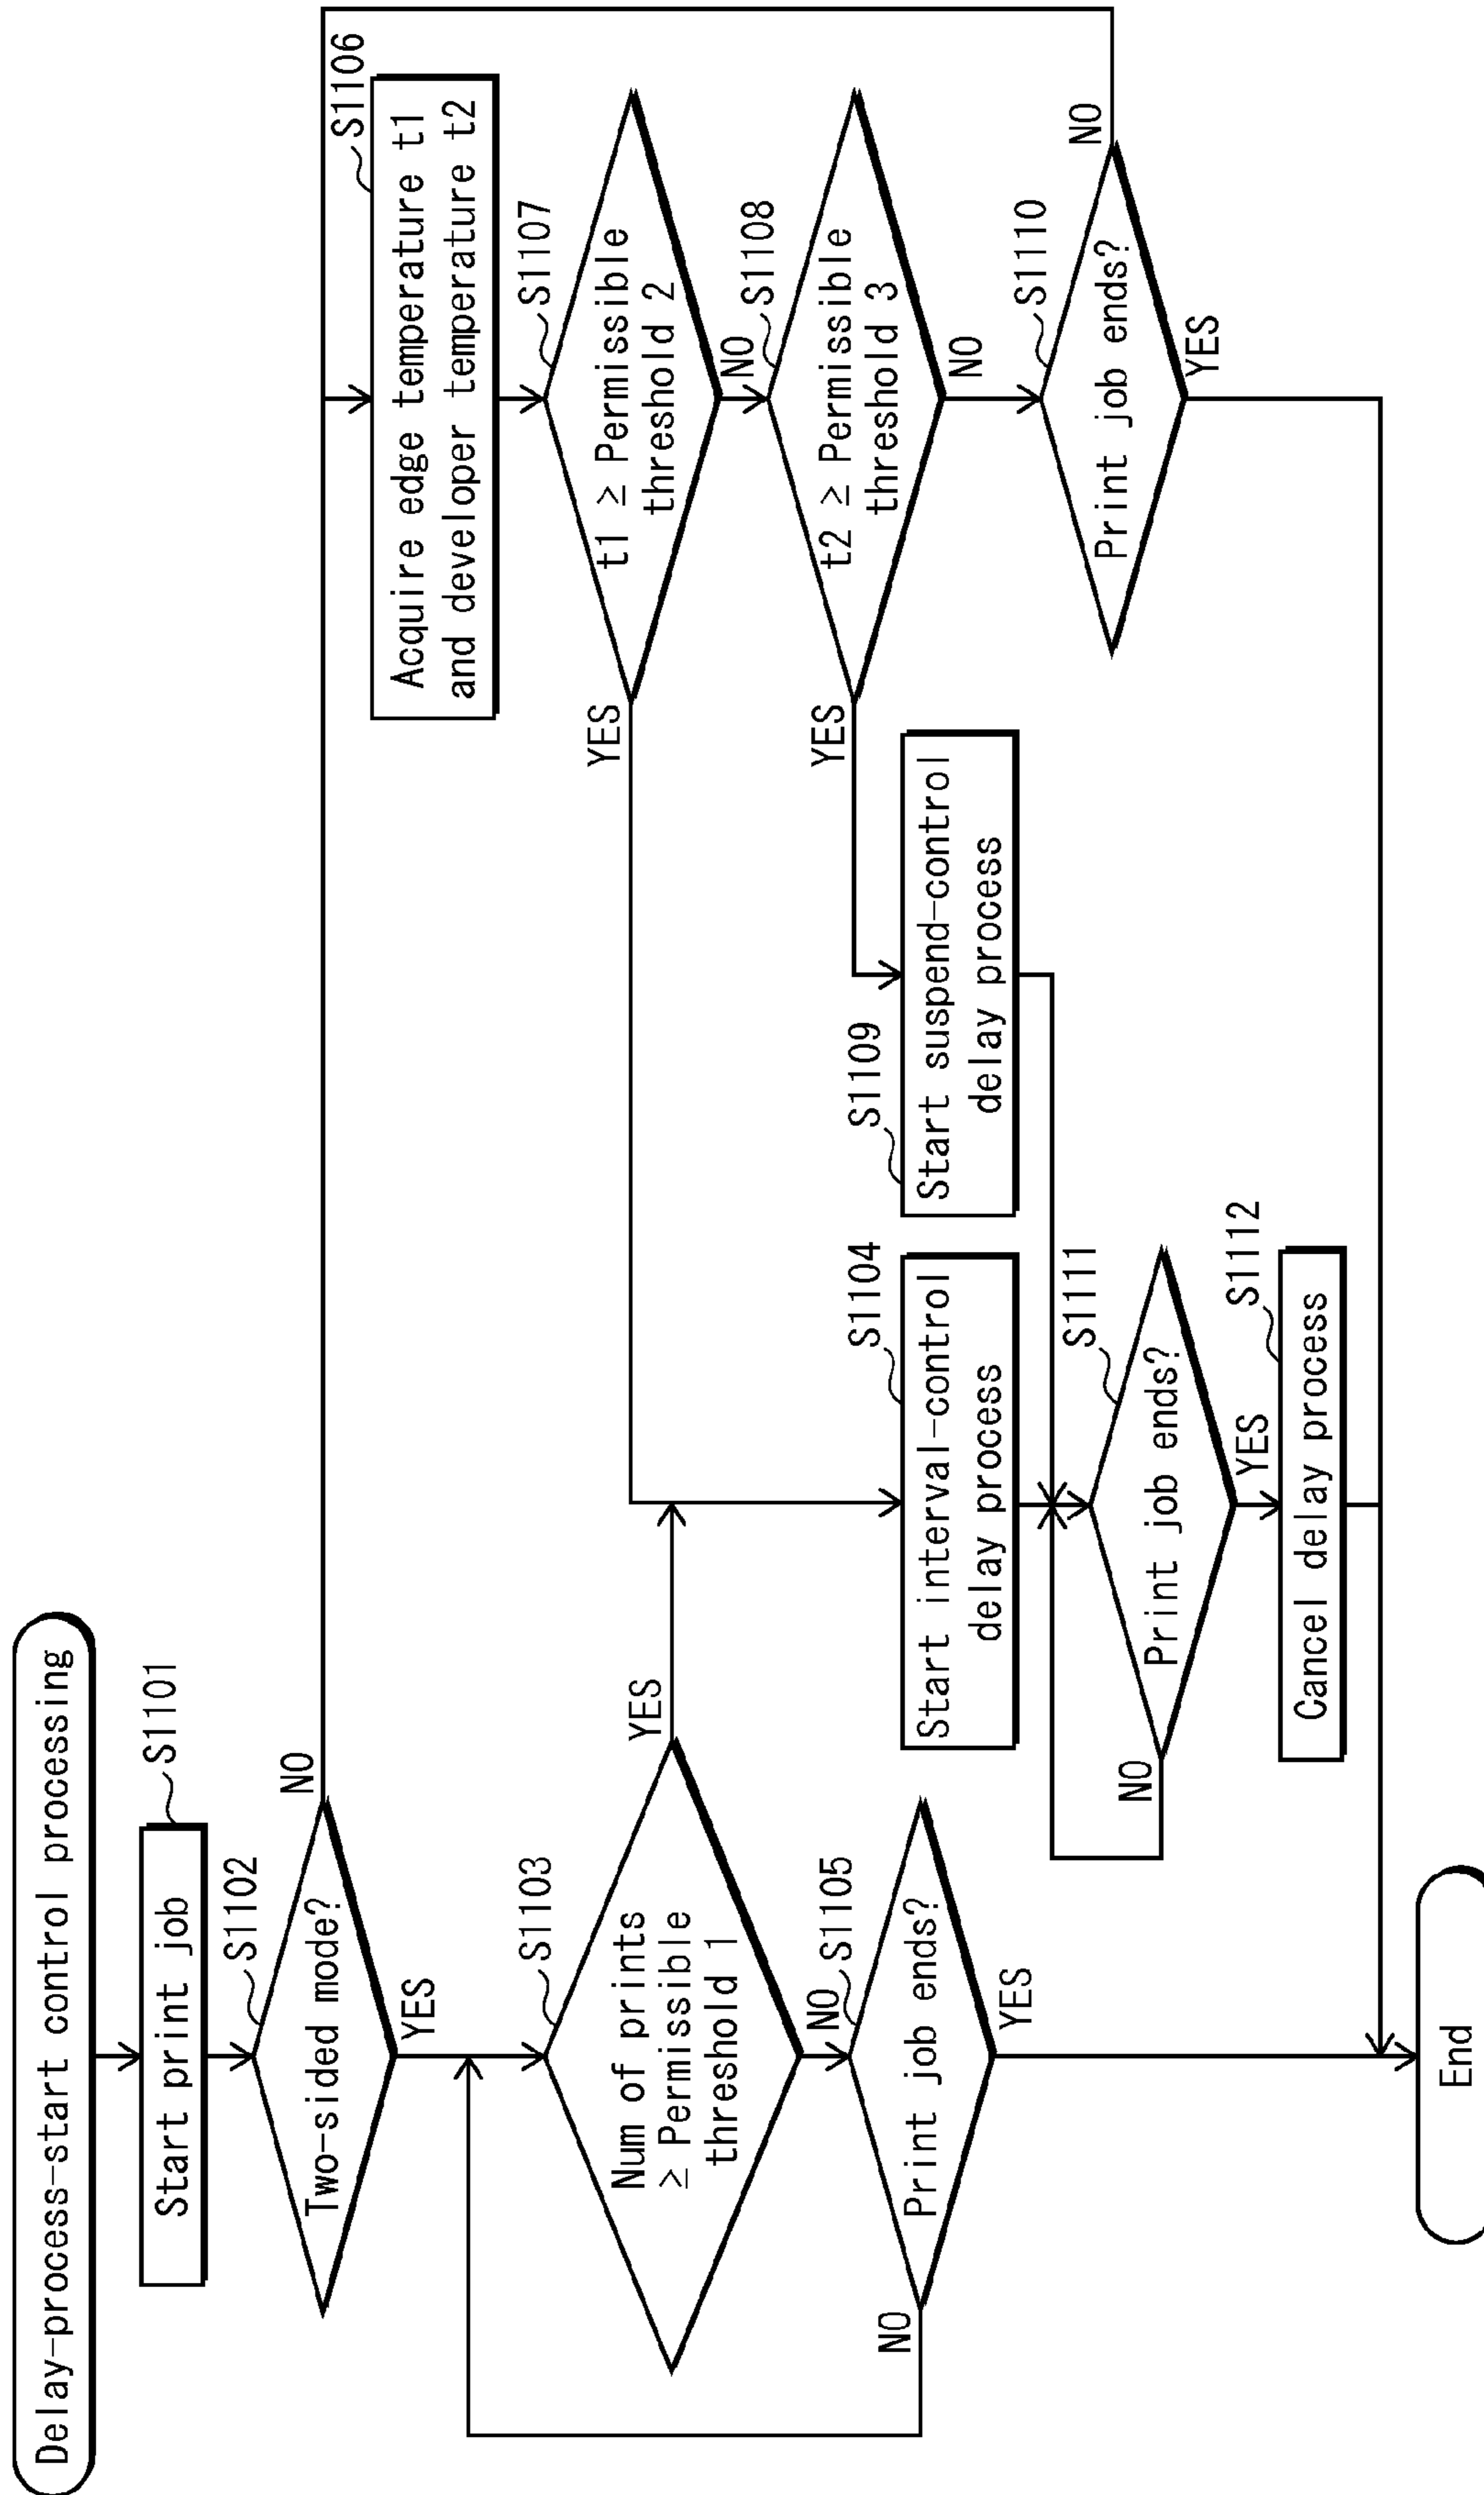 Delay-process-start control processing
S1101
Start print job
S1102
Two-sided mode?
NO
YES
S1103
Num of prints
≥Permissible
threshold 1
YES
NO
S1105
Print job ends?
NO
YES
S1106
Acquire edge temperature t1
and developer temperature t2
S1107
t1 ≥ Permissible
threshold 2
YES
NO
S1108
t2 ≥ Permissible
threshold 3
YES
NO
S1104
Start interval-control
delay process
S1109
Start suspend-control
delay process
S1110
Print job ends?
NO
YES
S1111
Print job ends?
NO
YES
S1112
Cancel delay process
End